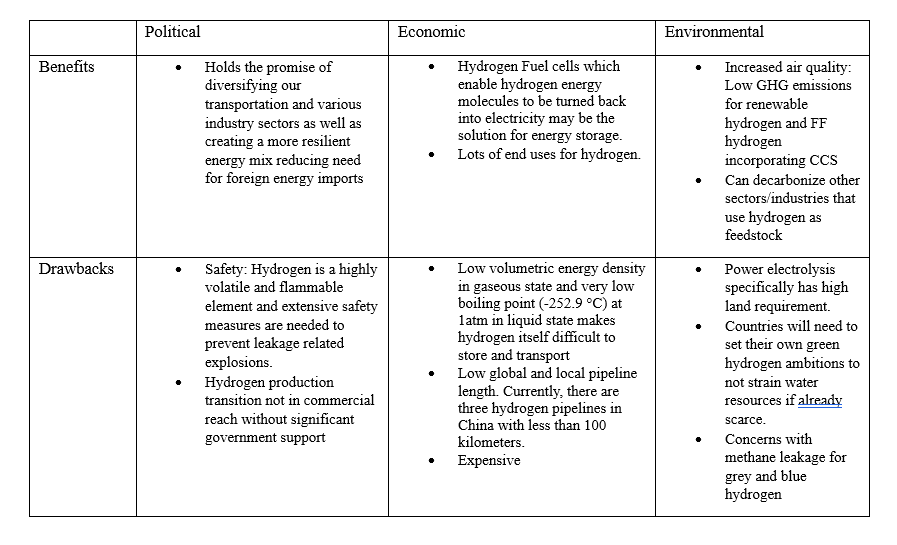 Political
Economic
Environmental
Benefits
• Holds the promise of
diversifying our
transportation and various
industry sectors as well as
creating a more resilient
energy mix reducing need
for foreign energy imports
• Hydrogen Fuel cells which
enable hydrogen energy
molecules to be turned back
into electricity may be the
solution for energy storage.
• Lots of end uses for hydrogen.
• Increased air quality:
Low GHG emissions
for renewable
hydrogen and FF
hydrogen
incorporating CCS
• Can decarbonize other
sectors/industries that
use hydrogen as
feedstock
Drawbacks
• Safety: Hydrogen is a highly
volatile and flammable
element and extensive safety
measures are needed to
prevent leakage related
explosions.
• Hydrogen production
transition not in commercial
reach without significant
government support
• Low volumetric energy density
in gaseous state and very low
boiling point (-252.9 °C) at
1atm in liquid state makes
hydrogen itself difficult to
store and transport
• Low global and local pipeline
length. Currently, there are
three hydrogen pipelines in
China with less than 100
kilometers.
• Expensive
• Power electrolysis
specifically has high
land requirement.
• Countries will need to
set their own green
hydrogen ambitions to
not strain water
resources if already
scarce.
• Concerns with
methane leakage for
grey and blue
hydrogen